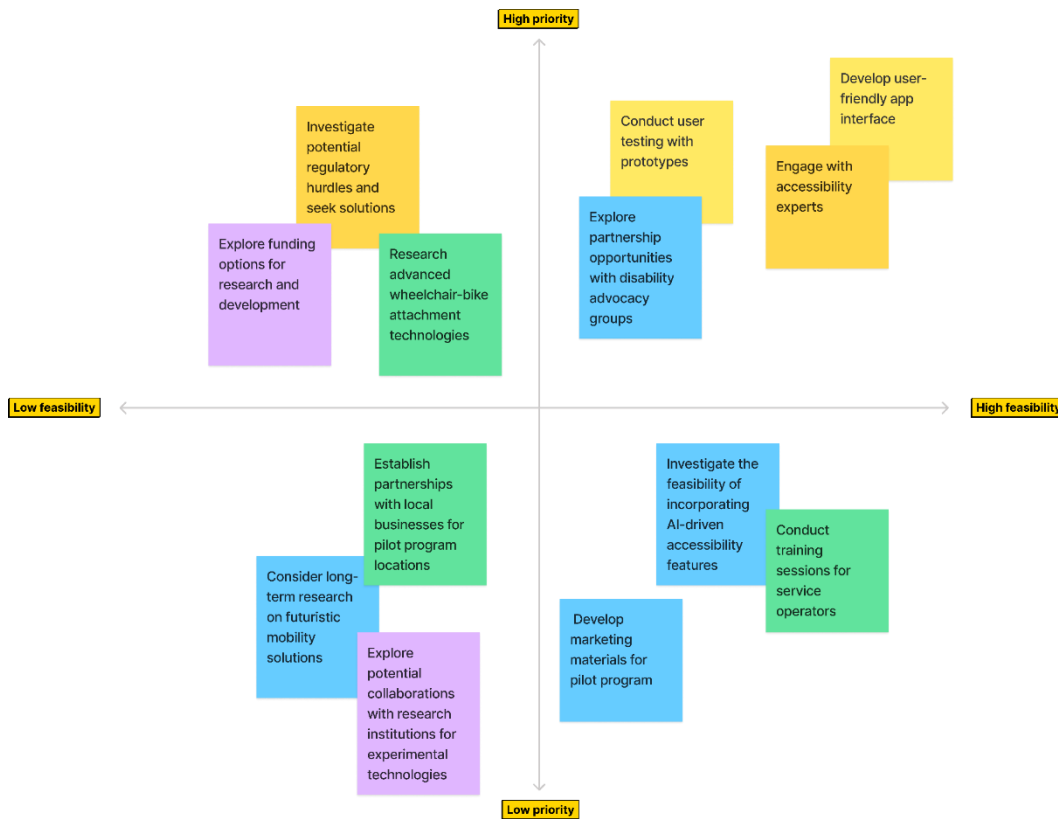 High priority
Develop user-
friendly app
interface
Conduct user
testing with
prototypes
Investigate
potential
regulatory
hurdles and
seek solutions
Engage with
accessibility
experts
Explore
partnership
opportunities
with disability
advocacy
groups
Explore funding
options for
research and
development
Research
advanced
wheelchair-bike
attachment
technologies
Low feasibility
High feasibility
Establish
partnerships
with local
businesses for
pilot program
locations
Investigate the
feasibility of
incorporating
AI-driven
accessibility
features
Conduct
training
sessions for
service
operators
Consider long-
term research
on futuristic
mobility
solutions
Develop
marketing
materials for
pilot program
Explore
potential
collaborations
with research
institutions for
experimental
technologies
Low priority